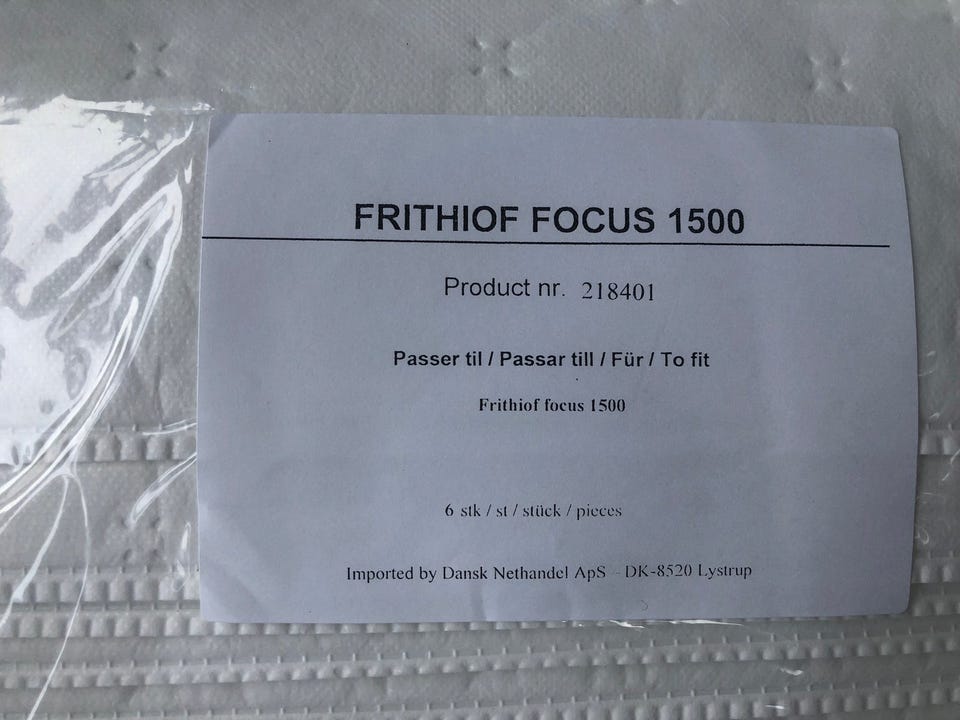 FRITHIOF FOCUS 1500
Product nr. 218401
Passer til / Passar till / Für / To fit
Frithiof focus 1500
6 stk / st / stück / pieces
Imported by Dansk Nethandel ApS - DK-8520 Lystrup